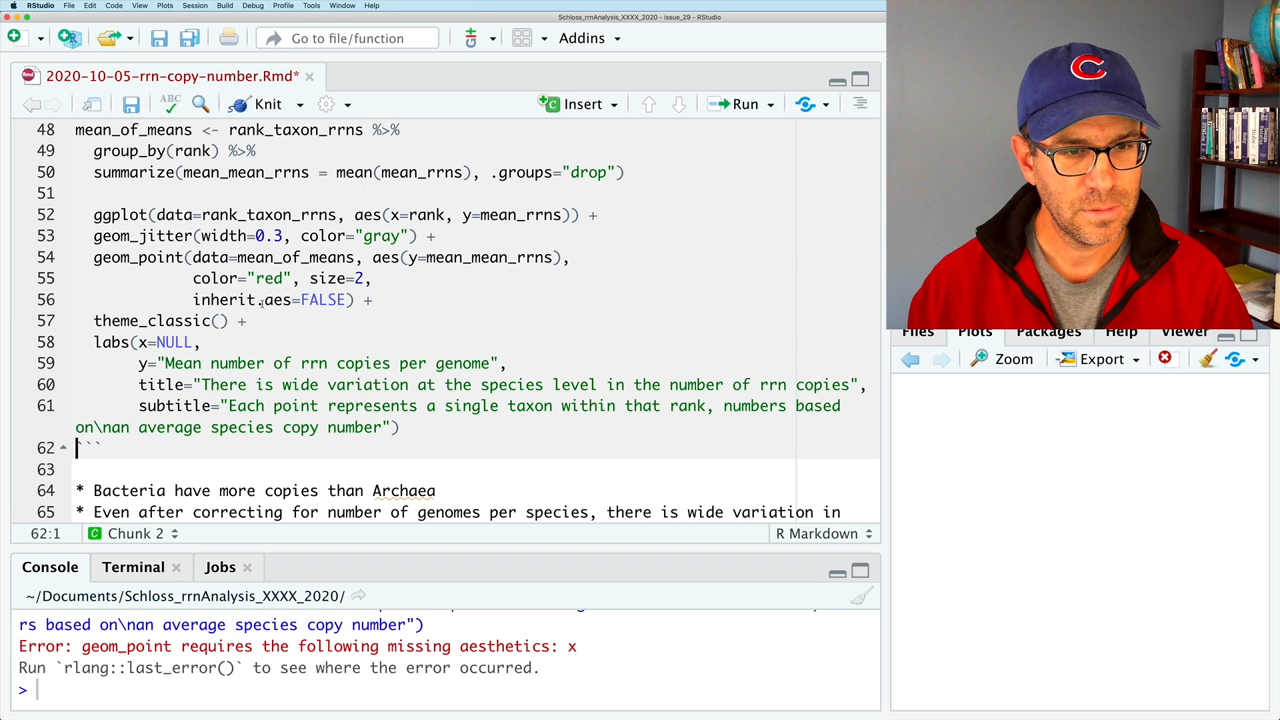 RStudio File Edit Code View Plots Session Build Debug Profile Tools Window Help
Schloss_rrnAnalysis_XXXX_2020 - issue_29 - RStudio
Go to file/function
Addins
2020-10-05-rrn-copy-number.Rmd*
ABC
Knit
Insert
Run
48 mean_of_means <- rank_taxon_rrns %>%
49 group_by(rank) %>%
50 summarize(mean_mean_rrns = mean(mean_rrns), .groups="drop")
51
52 ggplot(data=rank_taxon_rrns, aes(x=rank, y=mean_rrns)) +
53 geom_jitter(width=0.3, color="gray") +
54 geom_point(data=mean_of_means, aes(y=mean_mean_rrns),
55 color="red", size=2,
56 inherit.aes=FALSE) +
57 theme_classic() +
58 labs(x=NULL,
59 y="Mean number of rrn copies per genome",
60 title="There is wide variation at the species level in the number of rrn copies",
61 subtitle="Each point represents a single taxon within that rank, numbers based
on\nan average species copy number")
62 ```
63
64 * Bacteria have more copies than Archaea
65 * Even after correcting for number of genomes per species, there is wide variation in
62:1 C Chunk 2 R Markdown
Console Terminal Jobs
~/Documents/Schloss_rrnAnalysis_XXXX_2020/
rs based on\nan average species copy number")
Error: geom_point requires the following missing aesthetics: x
Run `rlang::last_error()` to see where the error occurred.
>
Files Plots Packages Help Viewer
Zoom Export
C